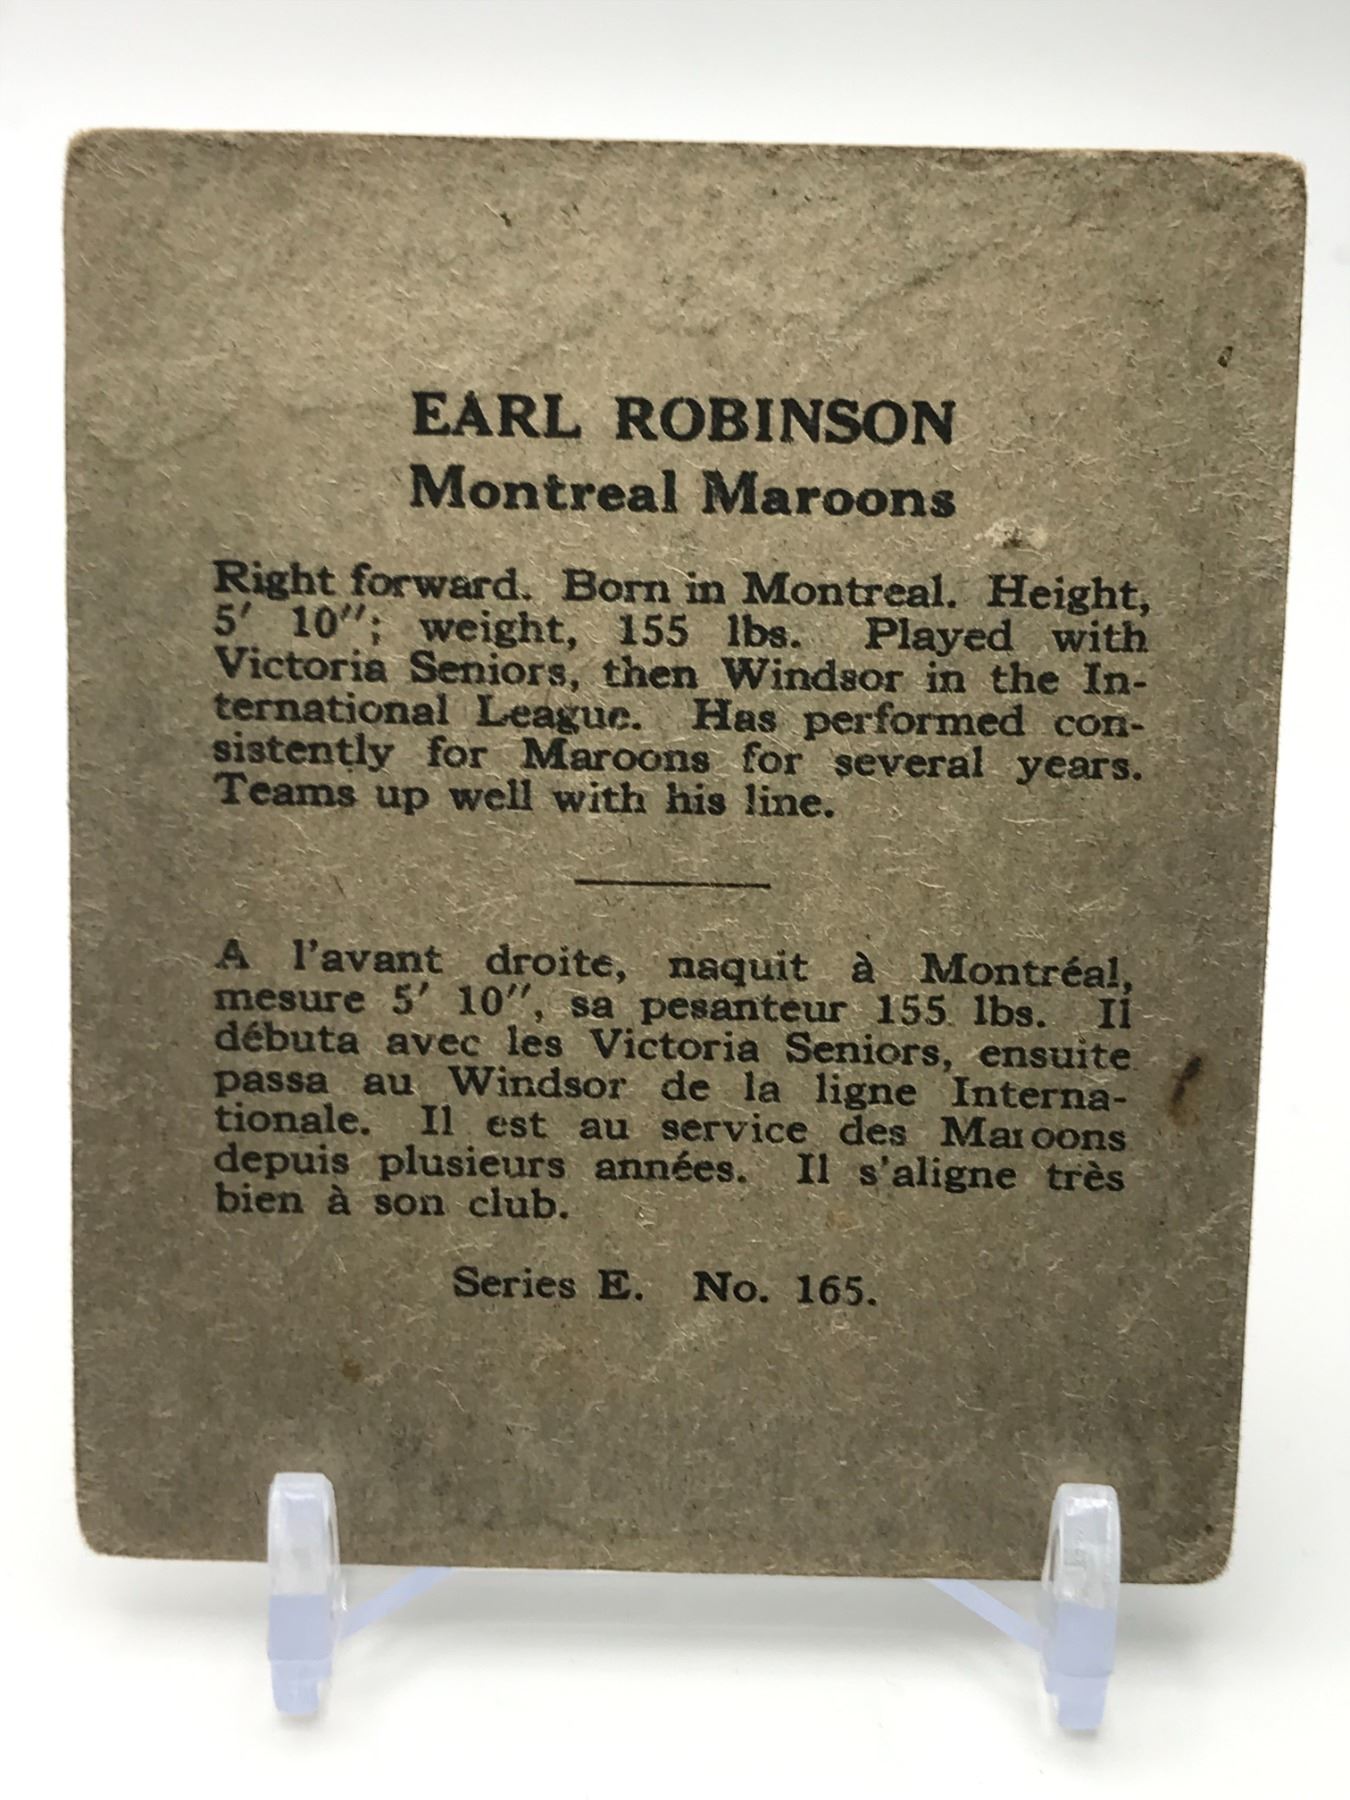 EARL ROBINSON
Montreal Maroons
Right forward. Born in Montreal. Height,
5′ 10″; weight, 155 lbs. Played with
Victoria Seniors, then Windsor in the In-
ternational League. Has performed con-
sistently for Maroons for several years.
Teams up well with his line.
A l'avant droite, naquit à Montréal,
mesure 5′ 10″, sa pesanteur 155 lbs. Il
débuta avec les Victoria Seniors, ensuite
passa au Windsor de la ligne Interna-
tionale. Il est au service des Maroons
depuis plusieurs années. Il s'aligne très
bien à son club.
Series E. No. 165.